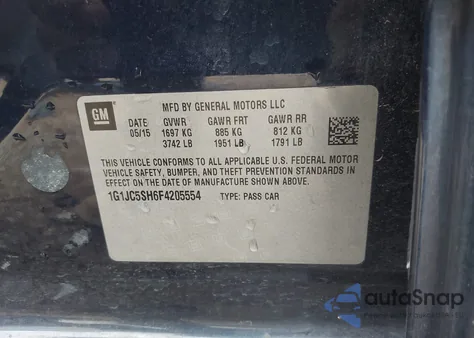 GM
MFD BY GENERAL MOTORS LLC
DATE GVWR GAWR FRT GAWR RR
05/15 1697 KG 885 KG 812 KG
3742 LB 1951 LB 1791 LB
THIS VEHICLE CONFORMS TO ALL APPLICABLE U.S. FEDERAL MOTOR
VEHICLE SAFETY, BUMPER, AND THEFT PREVENTION STANDARDS IN
EFFECT ON THE DATE OF MANUFACTURE SHOWN ABOVE.
1G1JC5SH6F4205554 TYPE: PASS CAR
autoSnap